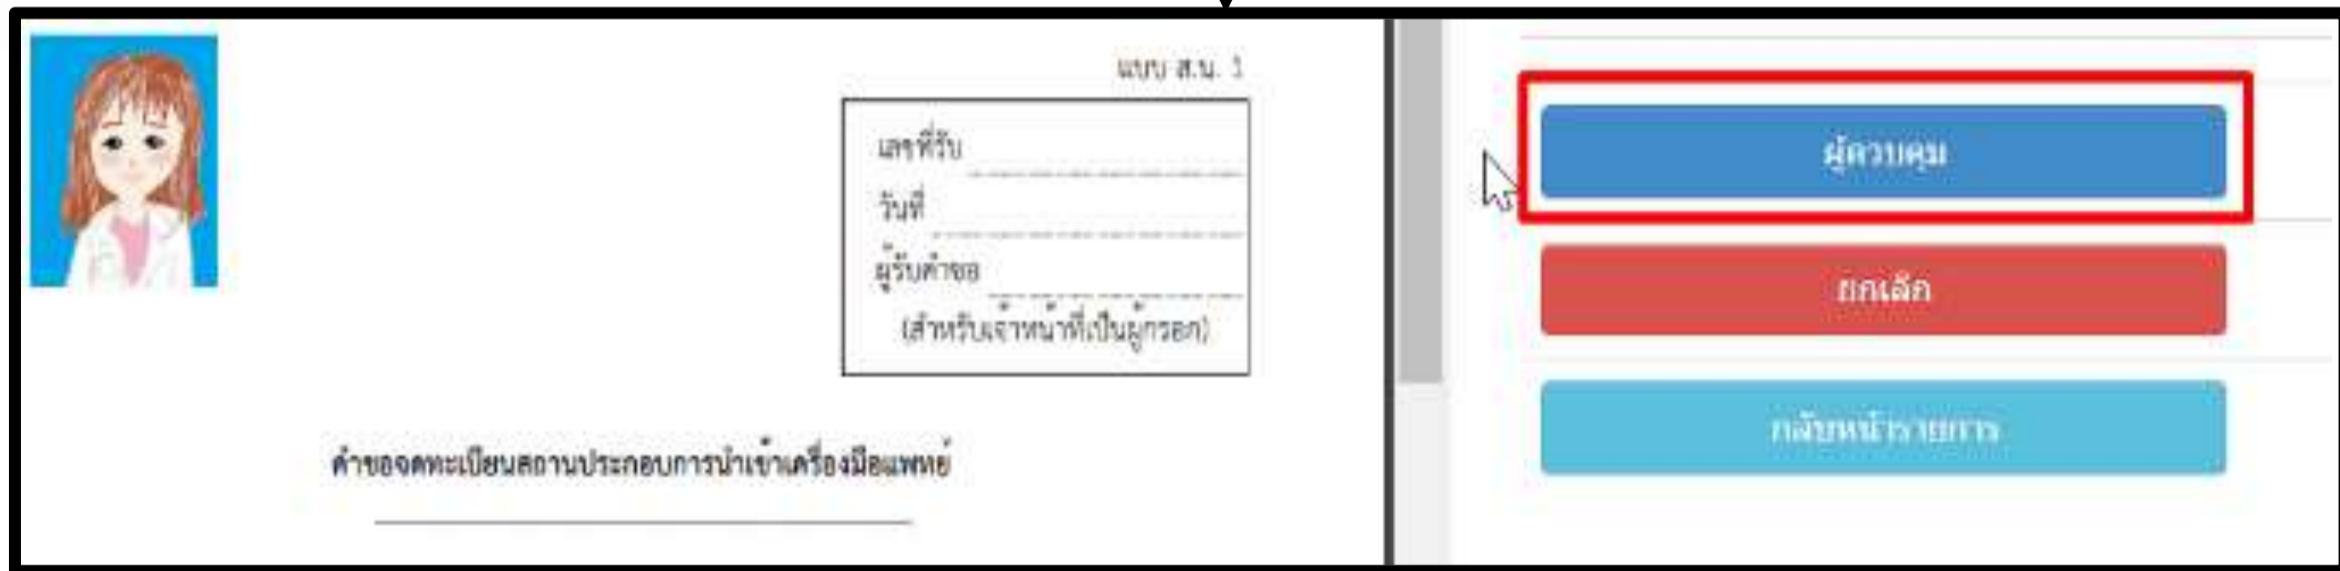 แบบ ส.น. 1
เลขที่รับ
วันที่
ผู้รับคำขอ
(สำหรับเจ้าหน้าที่เป็นผู้กรอก)
คำขอจดทะเบียนสถานประกอบการนำเข้าเครื่องมือแพทย์
ผู้ควบคุม
ยกเลิก
กลับหน้ารายการ